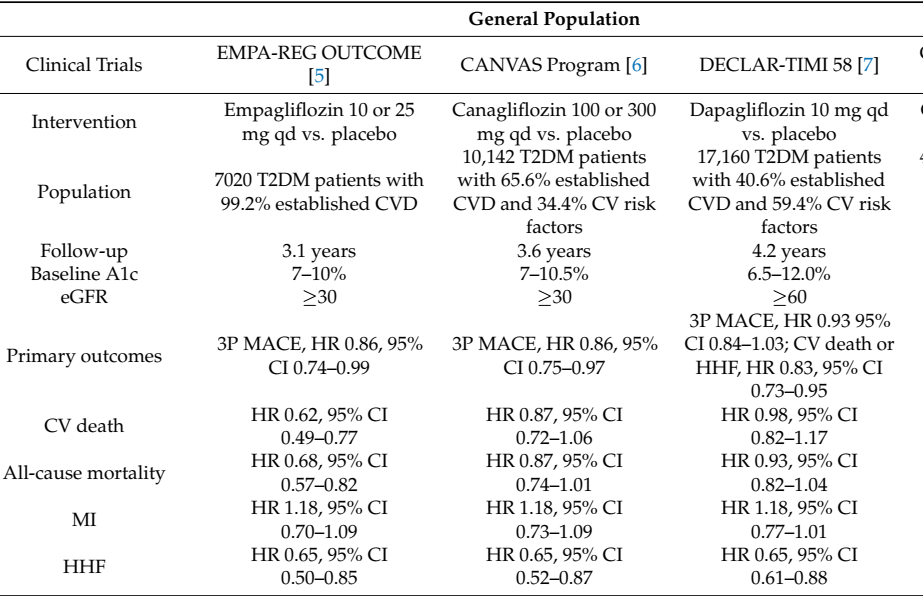 General Population
Clinical Trials
EMPA-REG OUTCOME
[5]
CANVAS Program [6]
DECLAR-TIMI 58 [7]
Intervention
Empagliflozin 10 or 25
mg qd vs. placebo
Canagliflozin 100 or 300
mg qd vs. placebo
Dapagliflozin 10 mg qd
vs. placebo
Population
7020 T2DM patients with
99.2% established CVD
10,142 T2DM patients
with 65.6% established
CVD and 34.4% CV risk
factors
17,160 T2DM patients
with 40.6% established
CVD and 59.4% CV risk
factors
Follow-up
3.1 years
3.6 years
4.2 years
Baseline A1c
7–10%
7–10.5%
6.5–12.0%
eGFR
≥30
≥30
≥60
Primary outcomes
3P MACE, HR 0.86, 95%
CI 0.74–0.99
3P MACE, HR 0.86, 95%
CI 0.75–0.97
3P MACE, HR 0.93 95%
CI 0.84–1.03; CV death or
HHF, HR 0.83, 95% CI
0.73–0.95
CV death
HR 0.62, 95% CI
0.49–0.77
HR 0.87, 95% CI
0.72–1.06
HR 0.98, 95% CI
0.82–1.17
All-cause mortality
HR 0.68, 95% CI
0.57–0.82
HR 0.87, 95% CI
0.74–1.01
HR 0.93, 95% CI
0.82–1.04
MI
HR 1.18, 95% CI
0.70–1.09
HR 1.18, 95% CI
0.73–1.09
HR 1.18, 95% CI
0.77–1.01
HHF
HR 0.65, 95% CI
0.50–0.85
HR 0.65, 95% CI
0.52–0.87
HR 0.65, 95% CI
0.61–0.88